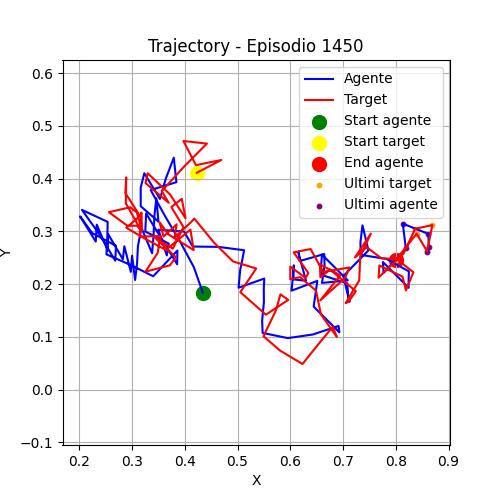 Trajectory - Episodio 1450
Agente
Target
Start agente
Start target
End agente
Ultimi target
Ultimi agente
0.6
0.5
0.4
0.3
0.2
0.1
0.0
−0.1
Y
0.2 0.3 0.4 0.5 0.6 0.7 0.8 0.9
X